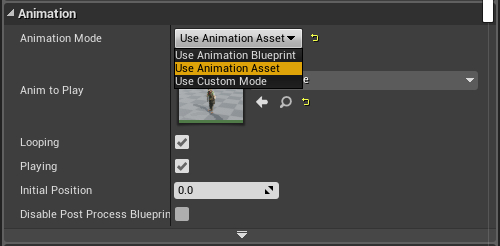 Animation
Animation Mode
Use Animation Asset
Use Animation Blueprint
Use Animation Asset
Use Custom Mode
Anim to Play
Looping
Playing
Initial Position
0.0
Disable Post Process Blueprin